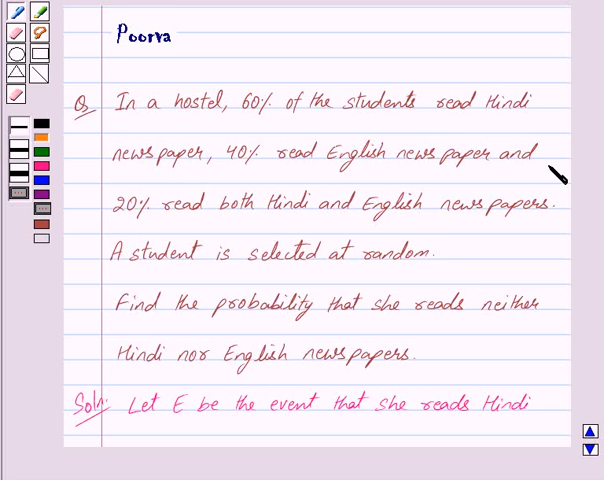 Poorva
Q In a hostel, 60% of the students read Hindi
newspaper, 40% read English newspaper and
20% read both Hindi and English newspapers.
A student is selected at random.
Find the probability that she reads neither
Hindi nor English newspapers.
Soln: Let E be the event that she reads Hindi